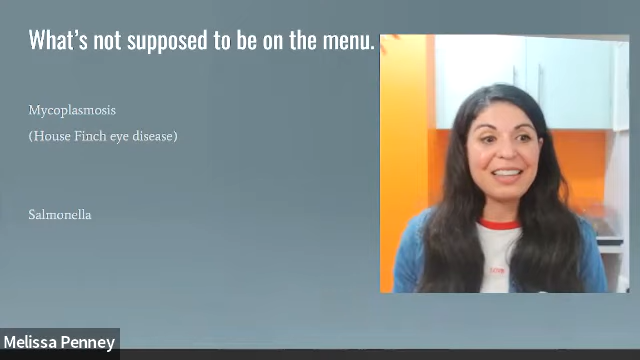 What's not supposed to be on the menu.
Mycoplasmosis
(House Finch eye disease)
Salmonella
Melissa Penney